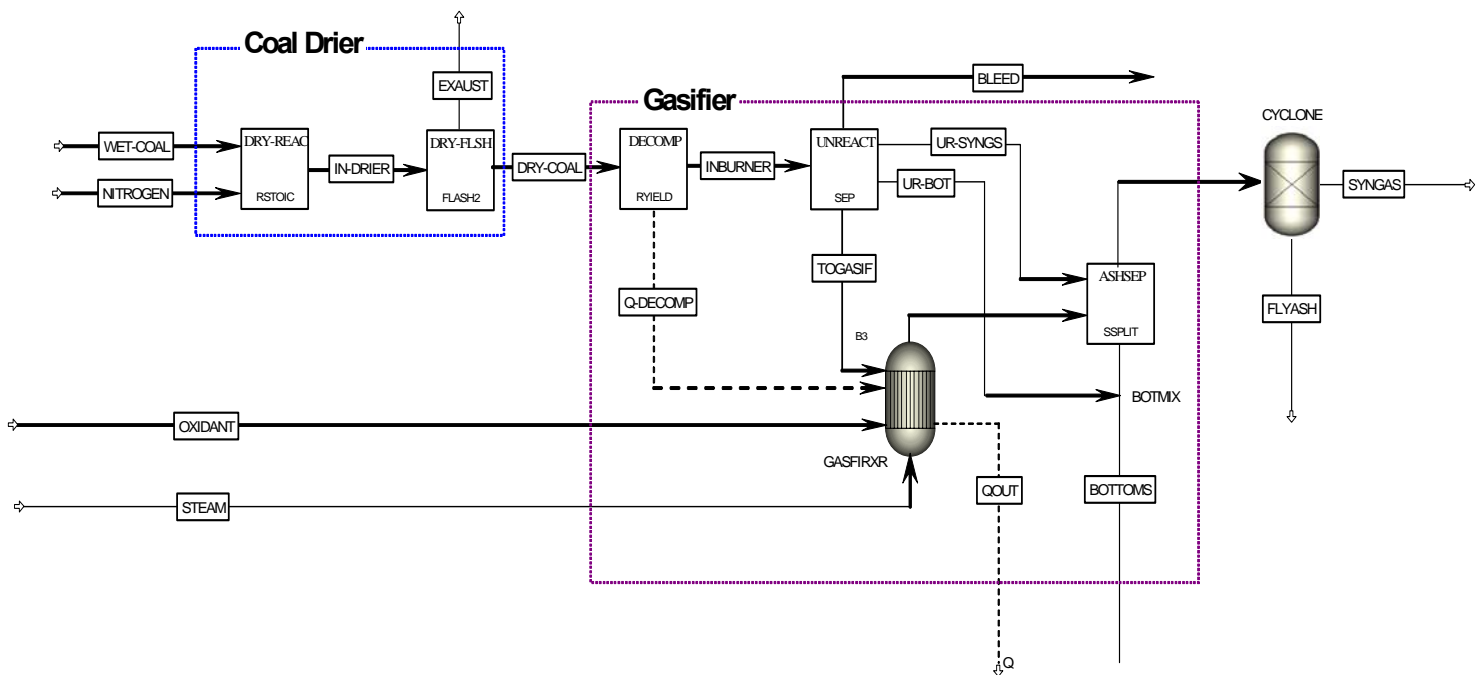 Coal Drier
EXAUST
BLEED
Gasifier
CYCLONE
WET-COAL
DRY-REAC
IN-DRIER
DRY-FLSH
DRY-COAL
DECOMP
INBURNER
UNREACT
UR-SYNGS
UR-BOT
SYNGAS
NITROGEN
RSTOIC
FLASH2
RYIELD
SEP
TOGASIF
ASHSEP
Q-DECOMP
FLYASH
B3
SSPLIT
BOTMIX
OXIDANT
GASFIRXR
QOUT
BOTTOMS
STEAM
Q